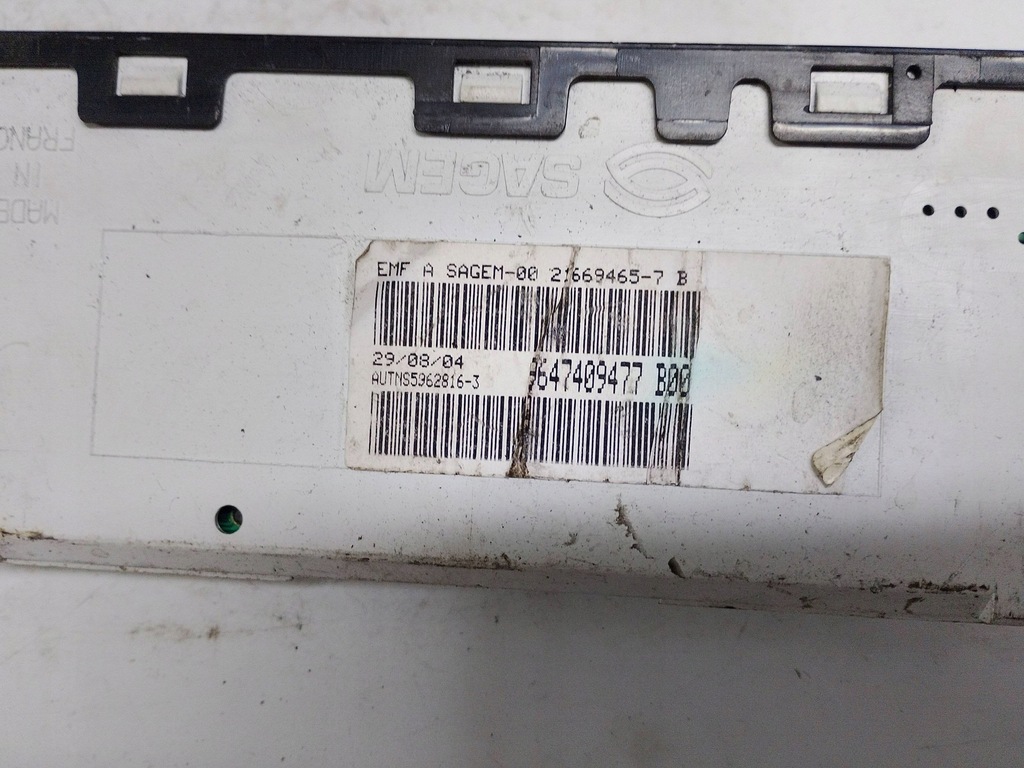 SAGEM
MADE
IN
FRANC
EMF A SAGEM-00 21669465-7 B
29/08/04
AUTNS5962816-3
9647409477 B00